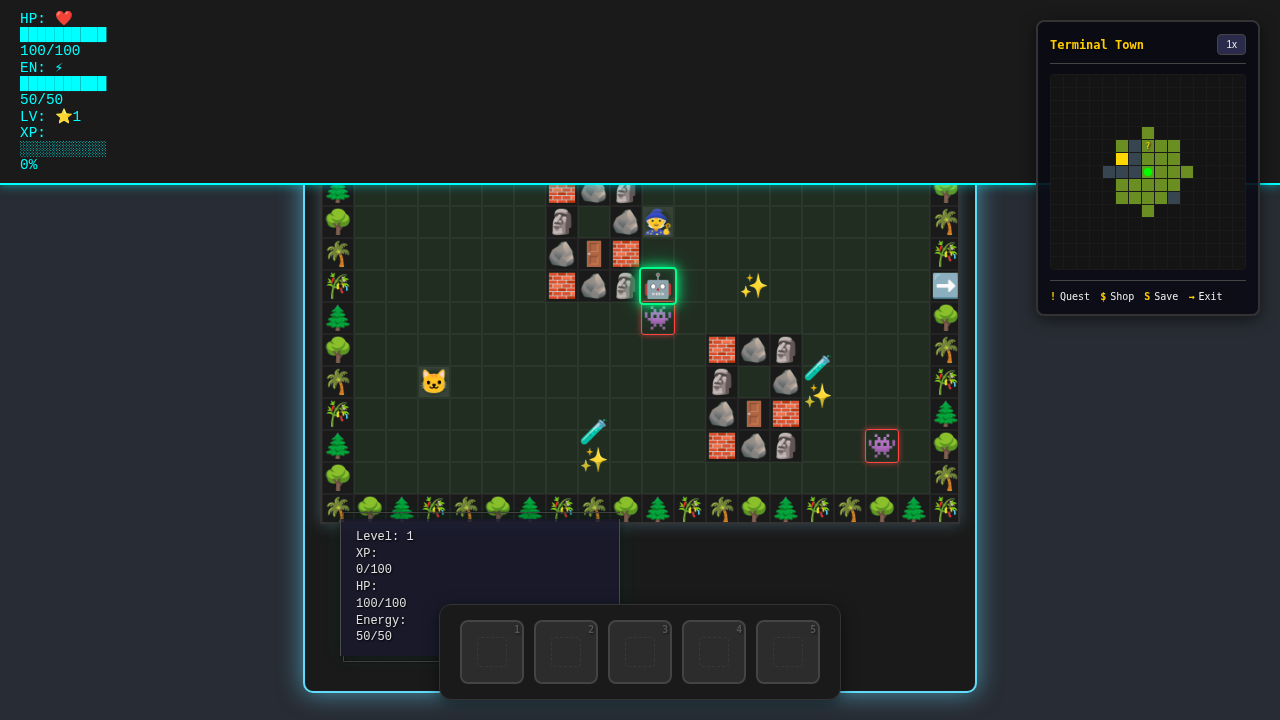 HP: ❤️
██████████
100/100
EN: ⚡
██████████
50/50
LV: ⭐1
XP:
░░░░░░░░░░
0%
Terminal Town
1x
?
! Quest $ Shop S Save → Exit
Level: 1
XP:
0/100
HP:
100/100
Energy:
50/50
1 2 3 4 5